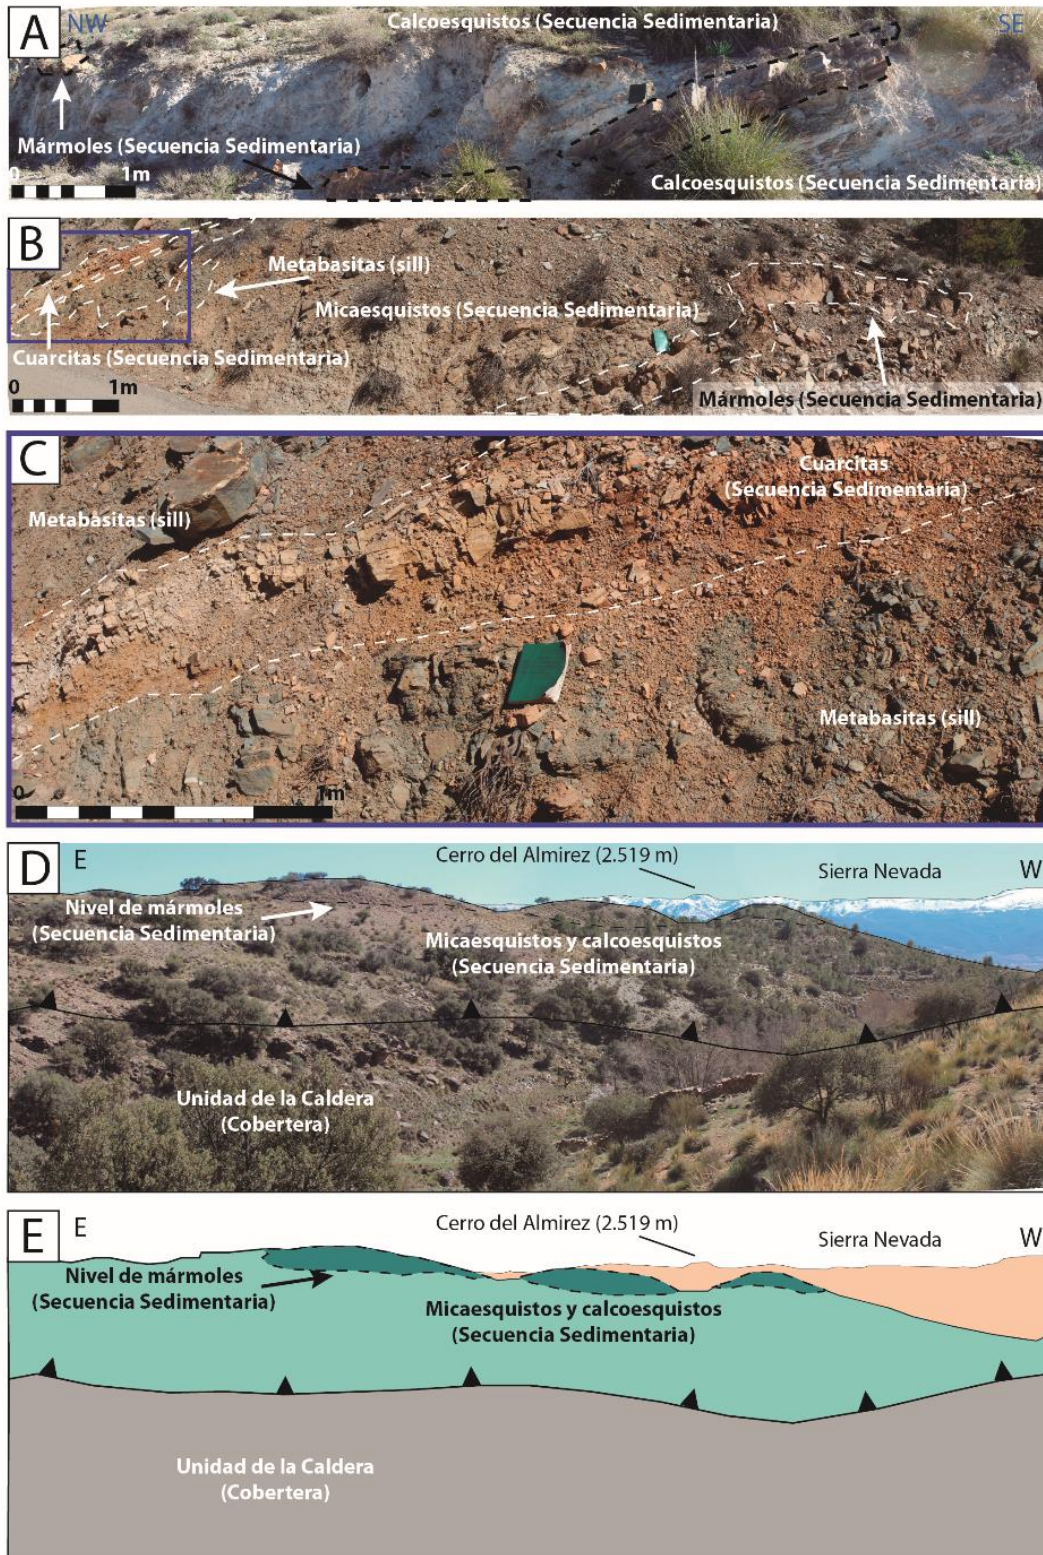 A
NW
Calcoesquistos (Secuencia Sedimentaria)
SE
Mármoles (Secuencia Sedimentaria)
0
1m
Calcoesquistos (Secuencia Sedimentaria)
B
Metabasitas (sill)
Micaesquistos (Secuencia Sedimentaria)
Cuarcitas (Secuencia Sedimentaria)
0
1m
Mármoles (Secuencia Sedimentaria)
C
Cuarcitas
(Secuencia Sedimentaria)
Metabasitas (sill)
Metabasitas (sill)
0
1m
D
E
Cerro del Almirez (2.519 m)
Sierra Nevada
W
Nivel de mármoles
(Secuencia Sedimentaria)
Micaesquistos y calcoesquistos
(Secuencia Sedimentaria)
Unidad de la Caldera
(Cobertera)
E
E
Cerro del Almirez (2.519 m)
Sierra Nevada
W
Nivel de mármoles
(Secuencia Sedimentaria)
Micaesquistos y calcoesquistos
(Secuencia Sedimentaria)
Unidad de la Caldera
(Cobertera)